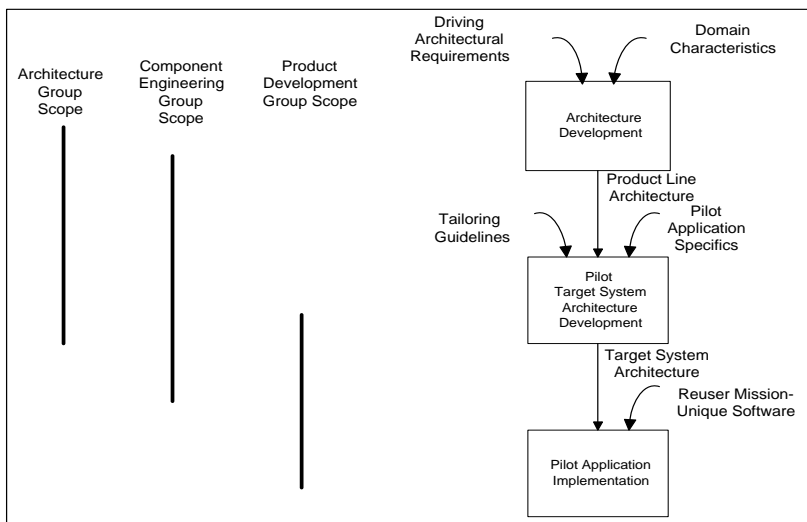 Architecture
Group
Scope
Component
Engineering
Group
Scope
Product
Development
Group Scope
Driving
Architectural
Requirements
Domain
Characteristics
Architecture
Development
Product Line
Architecture
Tailoring
Guidelines
Pilot
Application
Specifics
Pilot
Target System
Architecture
Development
Target System
Architecture
Reuser Mission-
Unique Software
Pilot Application
Implementation